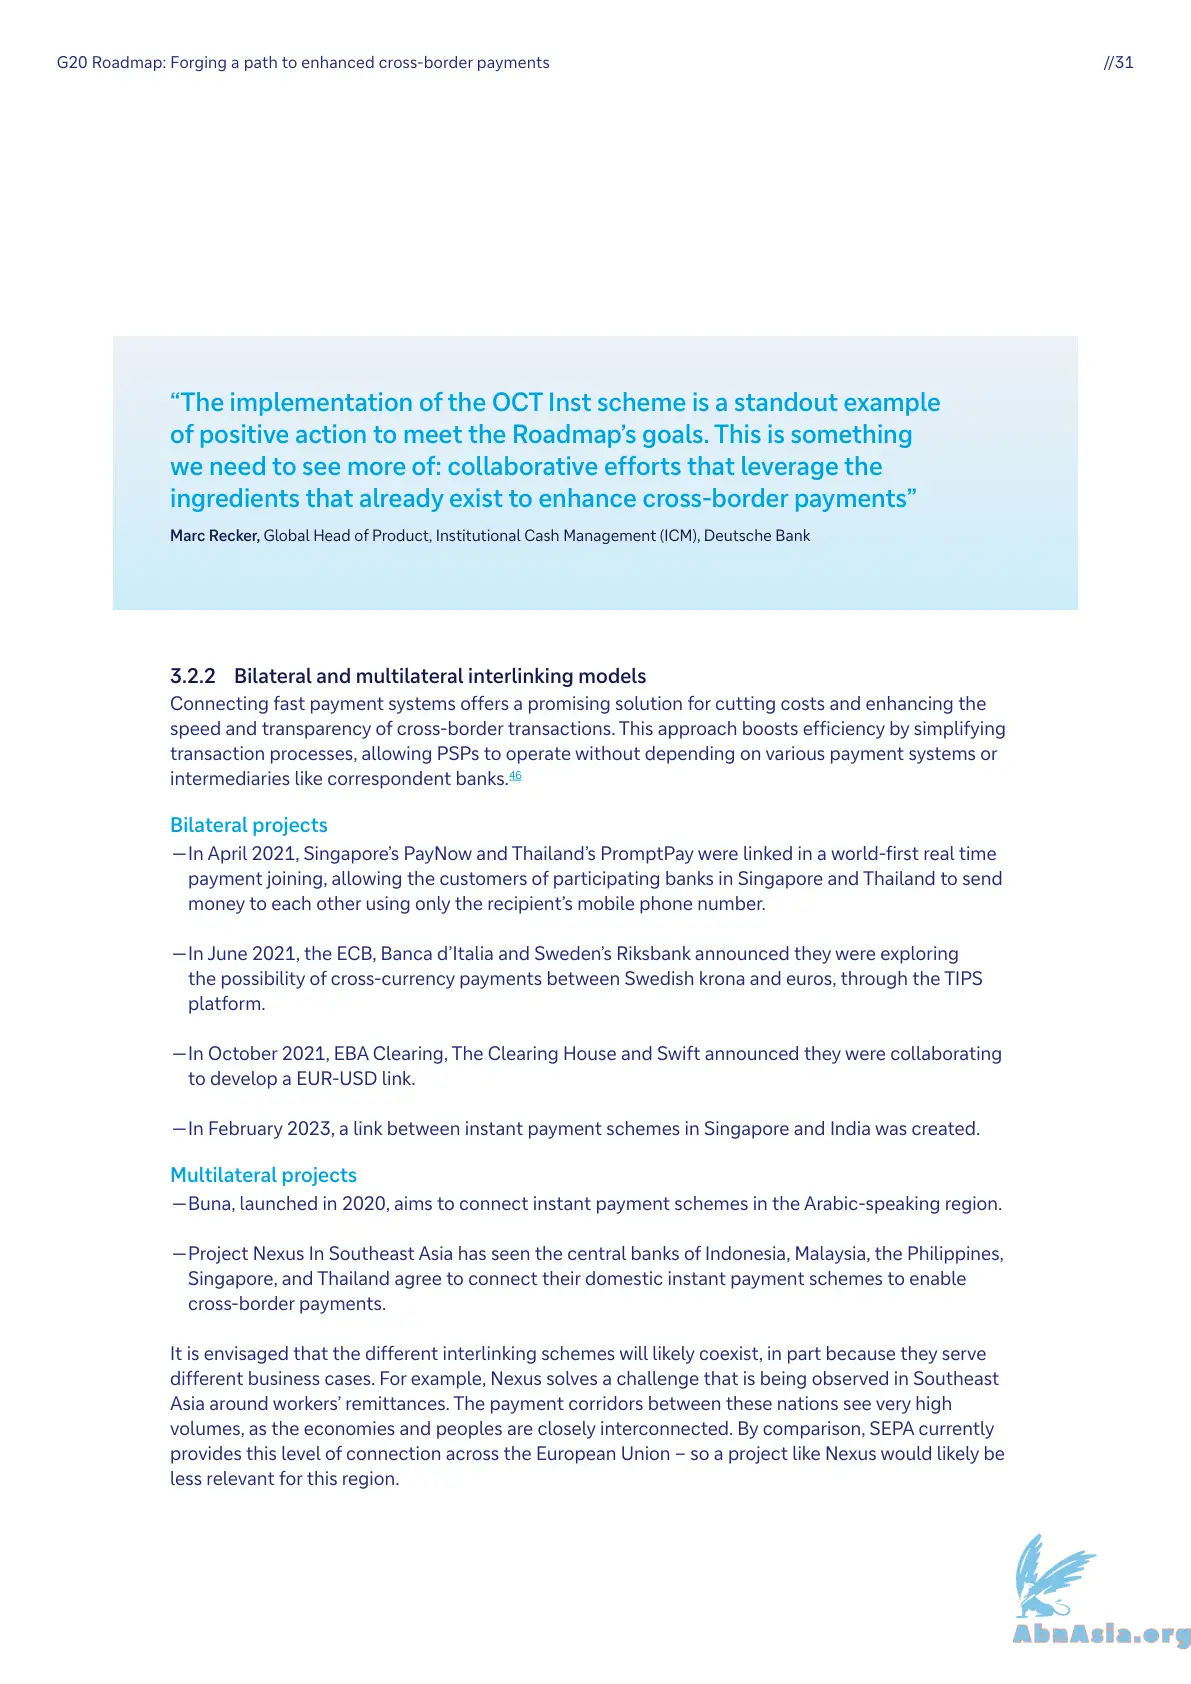 G20 Roadmap: Forging a path to enhanced cross-border payments
//31
“The implementation of the OCT Inst scheme is a standout example
of positive action to meet the Roadmap’s goals. This is something
we need to see more of: collaborative efforts that leverage the
ingredients that already exist to enhance cross-border payments”
Marc Recker, Global Head of Product, Institutional Cash Management (ICM), Deutsche Bank
3.2.2 Bilateral and multilateral interlinking models
Connecting fast payment systems offers a promising solution for cutting costs and enhancing the
speed and transparency of cross-border transactions. This approach boosts efficiency by simplifying
transaction processes, allowing PSPs to operate without depending on various payment systems or
intermediaries like correspondent banks.46
Bilateral projects
—In April 2021, Singapore’s PayNow and Thailand’s PromptPay were linked in a world-first real time
payment joining, allowing the customers of participating banks in Singapore and Thailand to send
money to each other using only the recipient’s mobile phone number.
—In June 2021, the ECB, Banca d’Italia and Sweden’s Riksbank announced they were exploring
the possibility of cross-currency payments between Swedish krona and euros, through the TIPS
platform.
—In October 2021, EBA Clearing, The Clearing House and Swift announced they were collaborating
to develop a EUR-USD link.
—In February 2023, a link between instant payment schemes in Singapore and India was created.
Multilateral projects
—Buna, launched in 2020, aims to connect instant payment schemes in the Arabic-speaking region.
—Project Nexus In Southeast Asia has seen the central banks of Indonesia, Malaysia, the Philippines,
Singapore, and Thailand agree to connect their domestic instant payment schemes to enable
cross-border payments.
It is envisaged that the different interlinking schemes will likely coexist, in part because they serve
different business cases. For example, Nexus solves a challenge that is being observed in Southeast
Asia around workers’ remittances. The payment corridors between these nations see very high
volumes, as the economies and peoples are closely interconnected. By comparison, SEPA currently
provides this level of connection across the European Union – so a project like Nexus would likely be
less relevant for this region.
AbnAsia.org